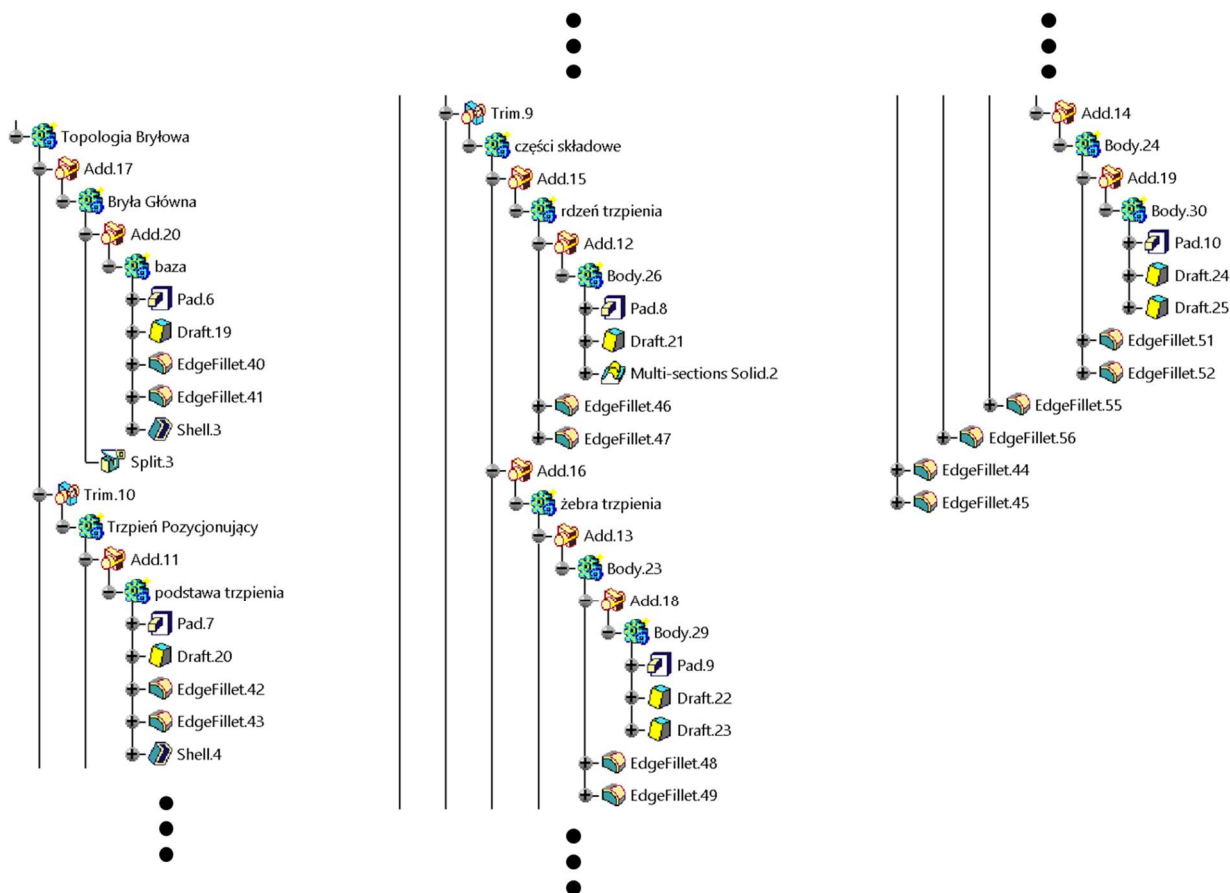 Topologia Bryłowa
Add.17
Bryła Główna
Add.20
baza
Pad.6
Draft.19
EdgeFillet.40
EdgeFillet.41
Shell.3
Split.3
Trim.10
Trzpień Pozycjonujący
Add.11
podstawa trzpienia
Pad.7
Draft.20
EdgeFillet.42
EdgeFillet.43
Shell.4
Trim.9
części składowe
Add.15
rdzeń trzpienia
Add.12
Body.26
Pad.8
Draft.21
Multi-sections Solid.2
EdgeFillet.46
EdgeFillet.47
Add.16
żebra trzpienia
Add.13
Body.23
Add.18
Body.29
Pad.9
Draft.22
Draft.23
EdgeFillet.48
EdgeFillet.49
Add.14
Body.24
Add.19
Body.30
Pad.10
Draft.24
Draft.25
EdgeFillet.51
EdgeFillet.52
EdgeFillet.55
EdgeFillet.56
EdgeFillet.44
EdgeFillet.45